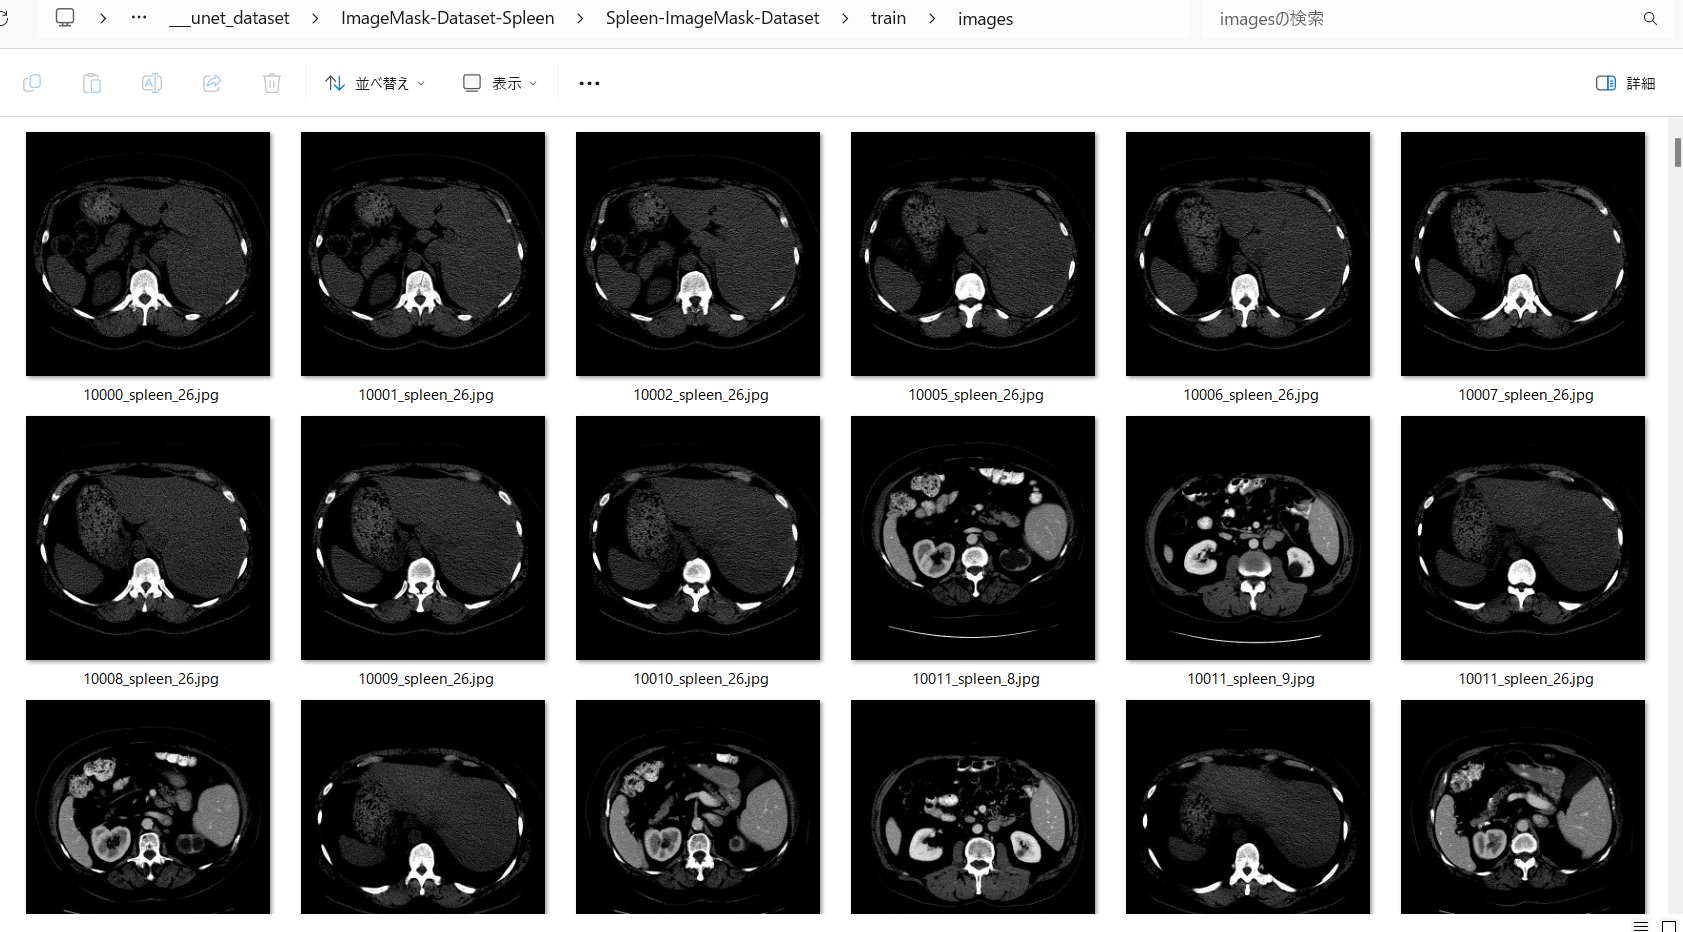 … __unet_dataset > ImageMask-Dataset-Spleen > Spleen-ImageMask-Dataset > train > images
imagesの検索
並べ替え
表示
詳細
10000_spleen_26.jpg
10001_spleen_26.jpg
10002_spleen_26.jpg
10005_spleen_26.jpg
10006_spleen_26.jpg
10007_spleen_26.jpg
10008_spleen_26.jpg
10009_spleen_26.jpg
10010_spleen_26.jpg
10011_spleen_8.jpg
10011_spleen_9.jpg
10011_spleen_26.jpg